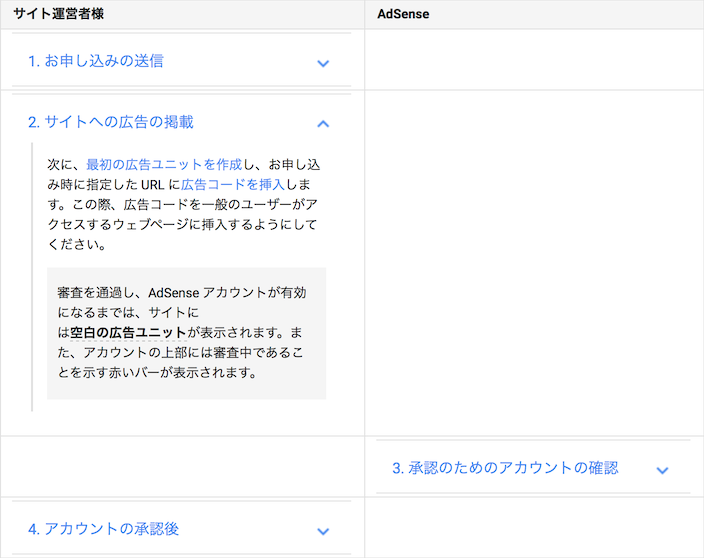 サイト運営者様
AdSense
1. お申し込みの送信
2. サイトへの広告の掲載
次に、最初の広告ユニットを作成し、お申し込
み時に指定した URL に広告コードを挿入しま
す。この際、広告コードを一般のユーザーがア
クセスするウェブページに挿入するようにして
ください。
審査を通過し、AdSense アカウントが有効
になるまでは、サイトに
は空白の広告ユニットが表示されます。ま
た、アカウントの上部には審査中であるこ
とを示す赤いバーが表示されます。
3. 承認のためのアカウントの確認
4. アカウントの承認後